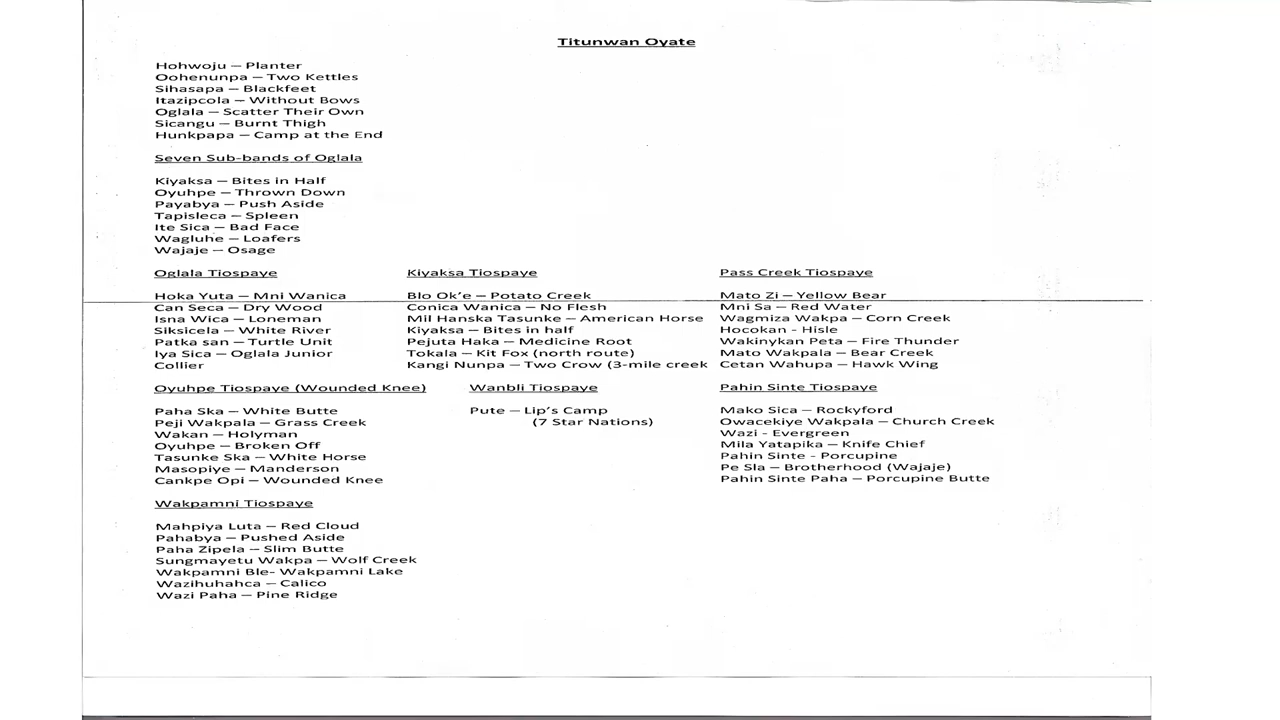 Titunwan Oyate
Hohwoju – Planter
Oohenunpa – Two Kettles
Sihasapa – Blackfeet
Itazipcola – Without Bows
Oglala – Scatter Their Own
Sicangu – Burnt Thigh
Hunkpapa – Camp at the End
Seven Sub-bands of Oglala
Kiyaksa – Bites in Half
Oyuhpe – Thrown Down
Payabya – Push Aside
Tapisleca – Spleen
Ite Sica – Bad Face
Wagluhe – Loafers
Wajaje – Osage
Oglala Tiospaye
Hoka Yuta – Mni Wanica
Can Seca – Dry Wood
Isna Wica – Loneman
Siksicela – White River
Patka san – Turtle Unit
Iya Sica – Oglala Junior
Collier
Kiyaksa Tiospaye
Blo Ok’e – Potato Creek
Conica Wanica – No Flesh
Mil Hanska Tasunke – American Horse
Kiyaksa – Bites in half
Pejuta Haka – Medicine Root
Tokala – Kit Fox (north route)
Kangi Nunpa – Two Crow (3-mile creek
Pass Creek Tiospaye
Mato Zi – Yellow Bear
Mni Sa – Red Water
Wagmiza Wakpa – Corn Creek
Hocokan - Hisle
Wakinykan Peta – Fire Thunder
Mato Wakpala – Bear Creek
Cetan Wahupa – Hawk Wing
Oyuhpe Tiospaye (Wounded Knee)
Paha Ska – White Butte
Peji Wakpala – Grass Creek
Wakan – Holyman
Oyuhpe – Broken Off
Tasunke Ska – White Horse
Masopiye – Manderson
Cankpe Opi – Wounded Knee
Wanbli Tiospaye
Pute – Lip’s Camp
(7 Star Nations)
Pahin Sinte Tiospaye
Mako Sica – Rockyford
Owacekiye Wakpala – Church Creek
Wazi - Evergreen
Mila Yatapika – Knife Chief
Pahin Sinte - Porcupine
Pe Sla – Brotherhood (Wajaje)
Pahin Sinte Paha – Porcupine Butte
Wakpamni Tiospaye
Mahpiya Luta – Red Cloud
Pahabya – Pushed Aside
Paha Zipela – Slim Butte
Sungmayetu Wakpa – Wolf Creek
Wakpamni Ble- Wakpamni Lake
Wazihuhahca – Calico
Wazi Paha – Pine Ridge